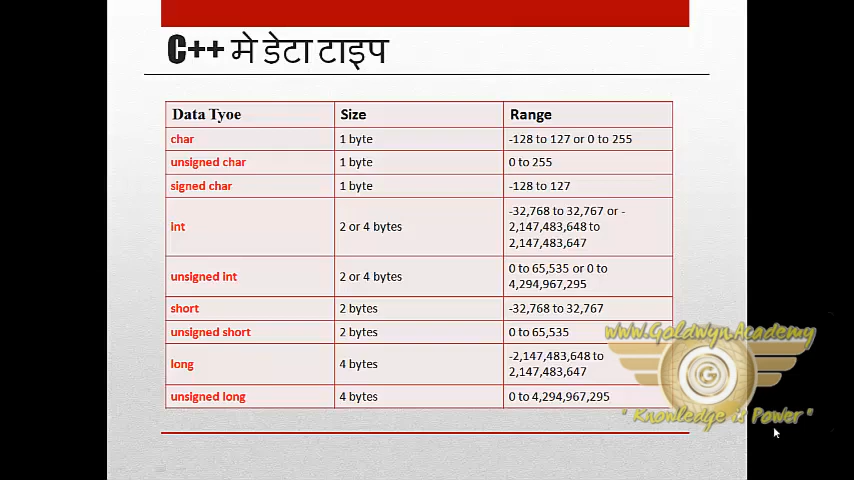 C++ मे डेटा टाइप
Data Tyoe Size Range
char 1 byte -128 to 127 or 0 to 255
unsigned char 1 byte 0 to 255
signed char 1 byte -128 to 127
int 2 or 4 bytes -32,768 to 32,767 or -
2,147,483,648 to
2,147,483,647
unsigned int 2 or 4 bytes 0 to 65,535 or 0 to
4,294,967,295
short 2 bytes -32,768 to 32,767
unsigned short 2 bytes 0 to 65,535
www.Goldwyn.Academy
long 4 bytes -2,147,483,648 to
2,147,483,647
G
unsigned long 4 bytes 0 to 4,294,967,295
" Knowledge is Power "